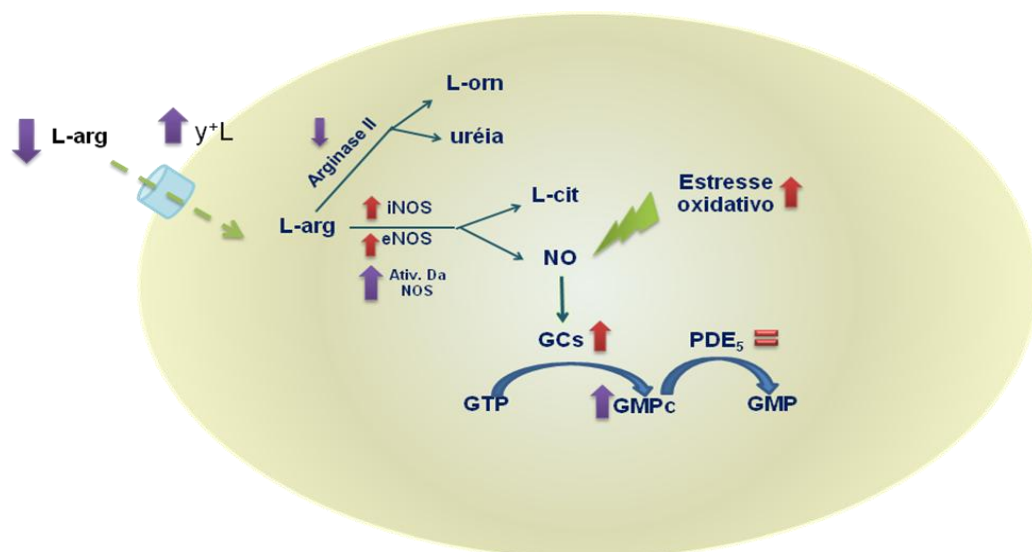 L-orn
L-arg
y⁺L
Arginase II
uréia
L-arg
iNOS
eNOS
Ativ. Da
NOS
L-cit
NO
Estresse
oxidativo
GCs
PDE₅
GTP
GMPc
GMP